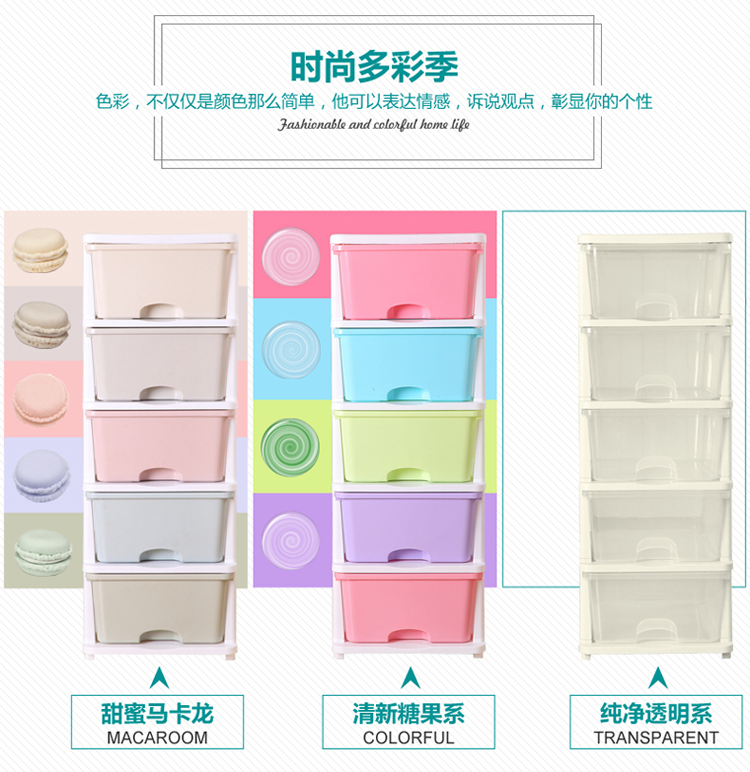 时尚多彩季
色彩，不仅仅是颜色那么简单，他可以表达情感，诉说观点，彰显你的个性
Fashionable and colorful home life
甜蜜马卡龙
MACAROOM
清新糖果系
COLORFUL
纯净透明系
TRANSPARENT